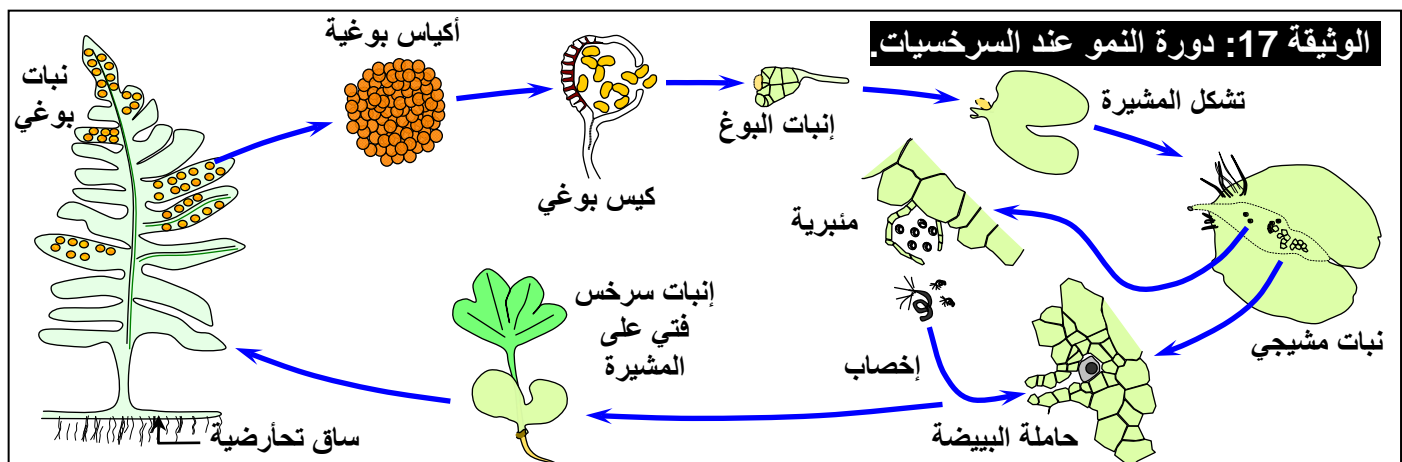 الوثيقة 17: دورة النمو عند السرخسيات.
نبات
بوغي
أكياس بوغية
كيس بوغي
إنبات البوغ
تشكل المشيرة
مئبرية
نبات مشيجي
إخصاب
حاملة البييضة
إنبات سرخس
فتي على
المشيرة
ساق تحأرضية